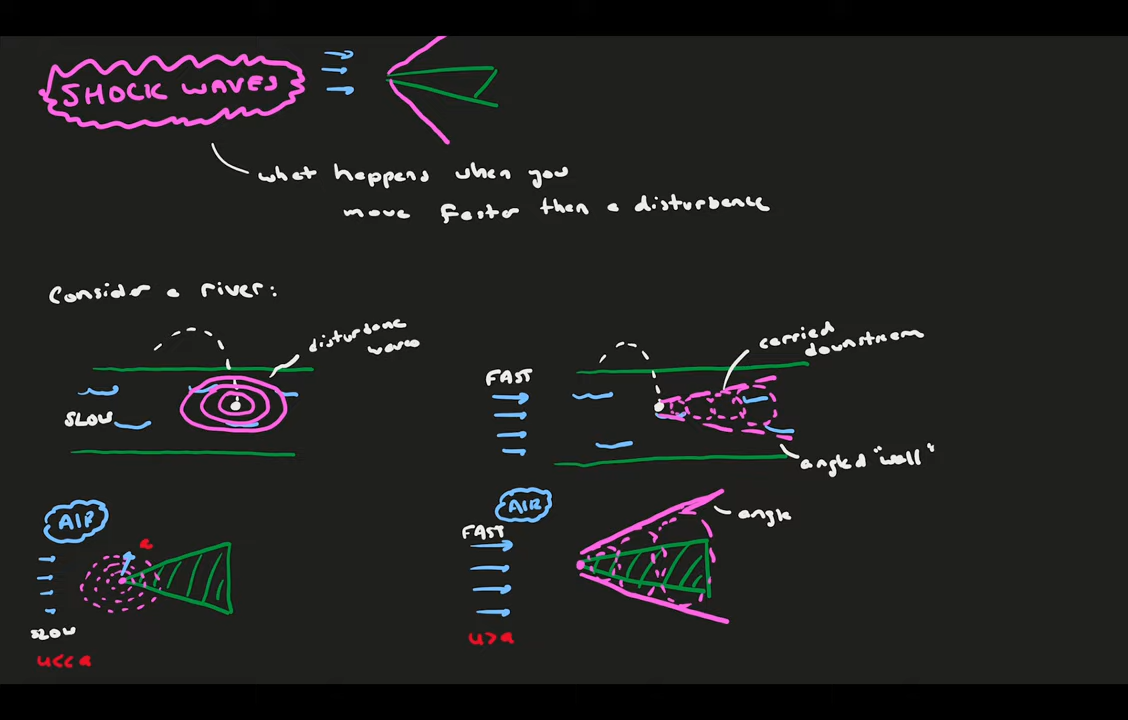 SHOCK WAVES
what happens when you
move faster than a disturbance
Consider a river:
disturbance
waves
SLOW
FAST
carried
downstream
angled "wall"
AIR
a
SLOW
u<<a
AIR
FAST
angle
u>a